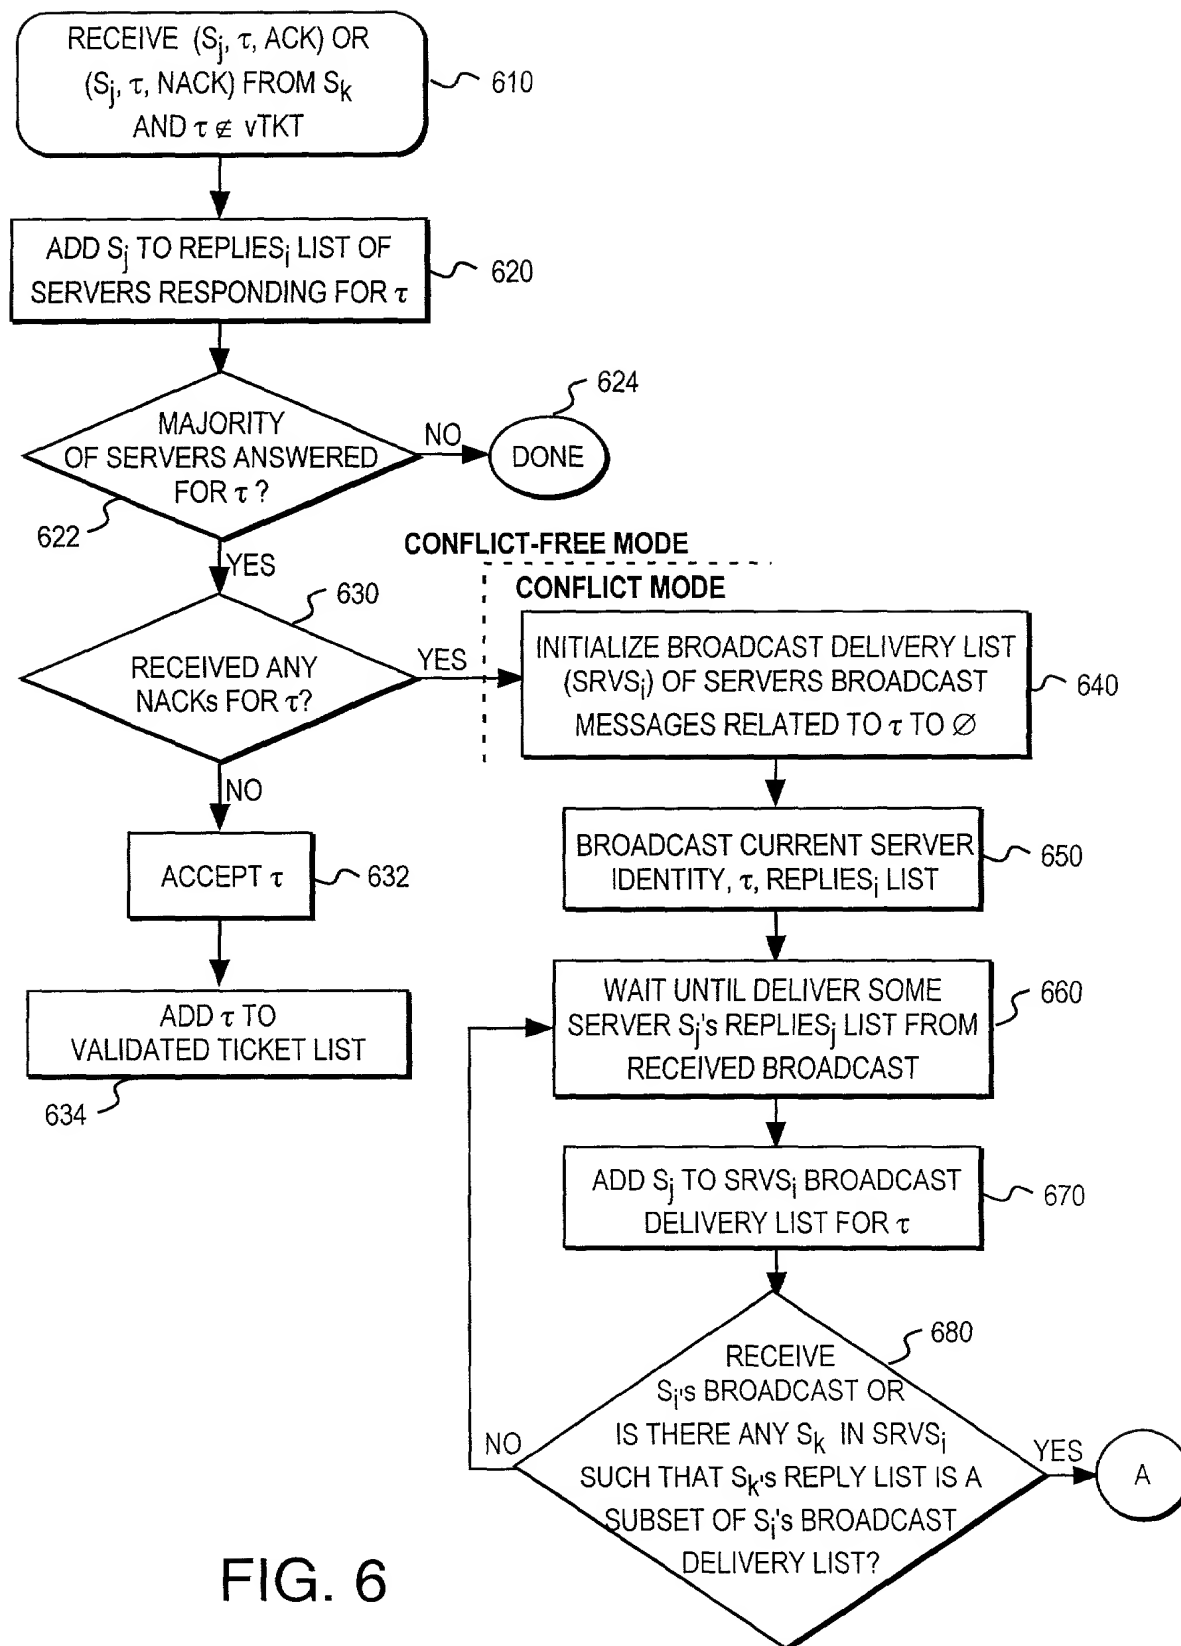 RECEIVE (Sj, τ, ACK) OR
(Sj, τ, NACK) FROM Sk
AND τ ∉ vTKT
610
ADD Sj TO REPLIESi LIST OF
SERVERS RESPONDING FOR τ
620
MAJORITY
OF SERVERS ANSWERED
FOR τ ?
622
NO
DONE
624
YES
CONFLICT-FREE MODE
CONFLICT MODE
RECEIVED ANY
NACKs FOR τ?
630
YES
NO
ACCEPT τ
632
ADD τ TO
VALIDATED TICKET LIST
634
INITIALIZE BROADCAST DELIVERY LIST
(SRVSi) OF SERVERS BROADCAST
MESSAGES RELATED TO τ TO ∅
640
BROADCAST CURRENT SERVER
IDENTITY, τ, REPLIESi LIST
650
WAIT UNTIL DELIVER SOME
SERVER Sj's REPLIESj LIST FROM
RECEIVED BROADCAST
660
ADD Sj TO SRVSi BROADCAST
DELIVERY LIST FOR τ
670
RECEIVE
Si's BROADCAST OR
IS THERE ANY Sk IN SRVSi
SUCH THAT Sk's REPLY LIST IS A
SUBSET OF Si's BROADCAST
DELIVERY LIST?
680
NO
YES
A
FIG. 6